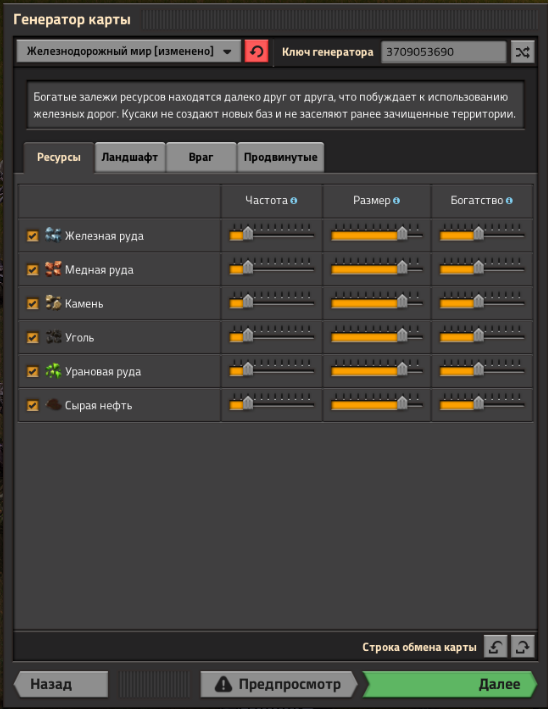 Генератор карты
Железнодорожный мир [изменено]
Ключ генератора
3709053690
Богатые залежи ресурсов находятся далеко друг от друга, что побуждает к использованию
железных дорог. Кусаки не создают новых баз и не заселяют ранее зачищенные территории.
Ресурсы
Ландшафт
Враг
Продвинутые
Частота
Размер
Богатство
Железная руда
Медная руда
Камень
Уголь
Урановая руда
Сырая нефть
Строка обмена карты
Назад
Предпросмотр
Далее